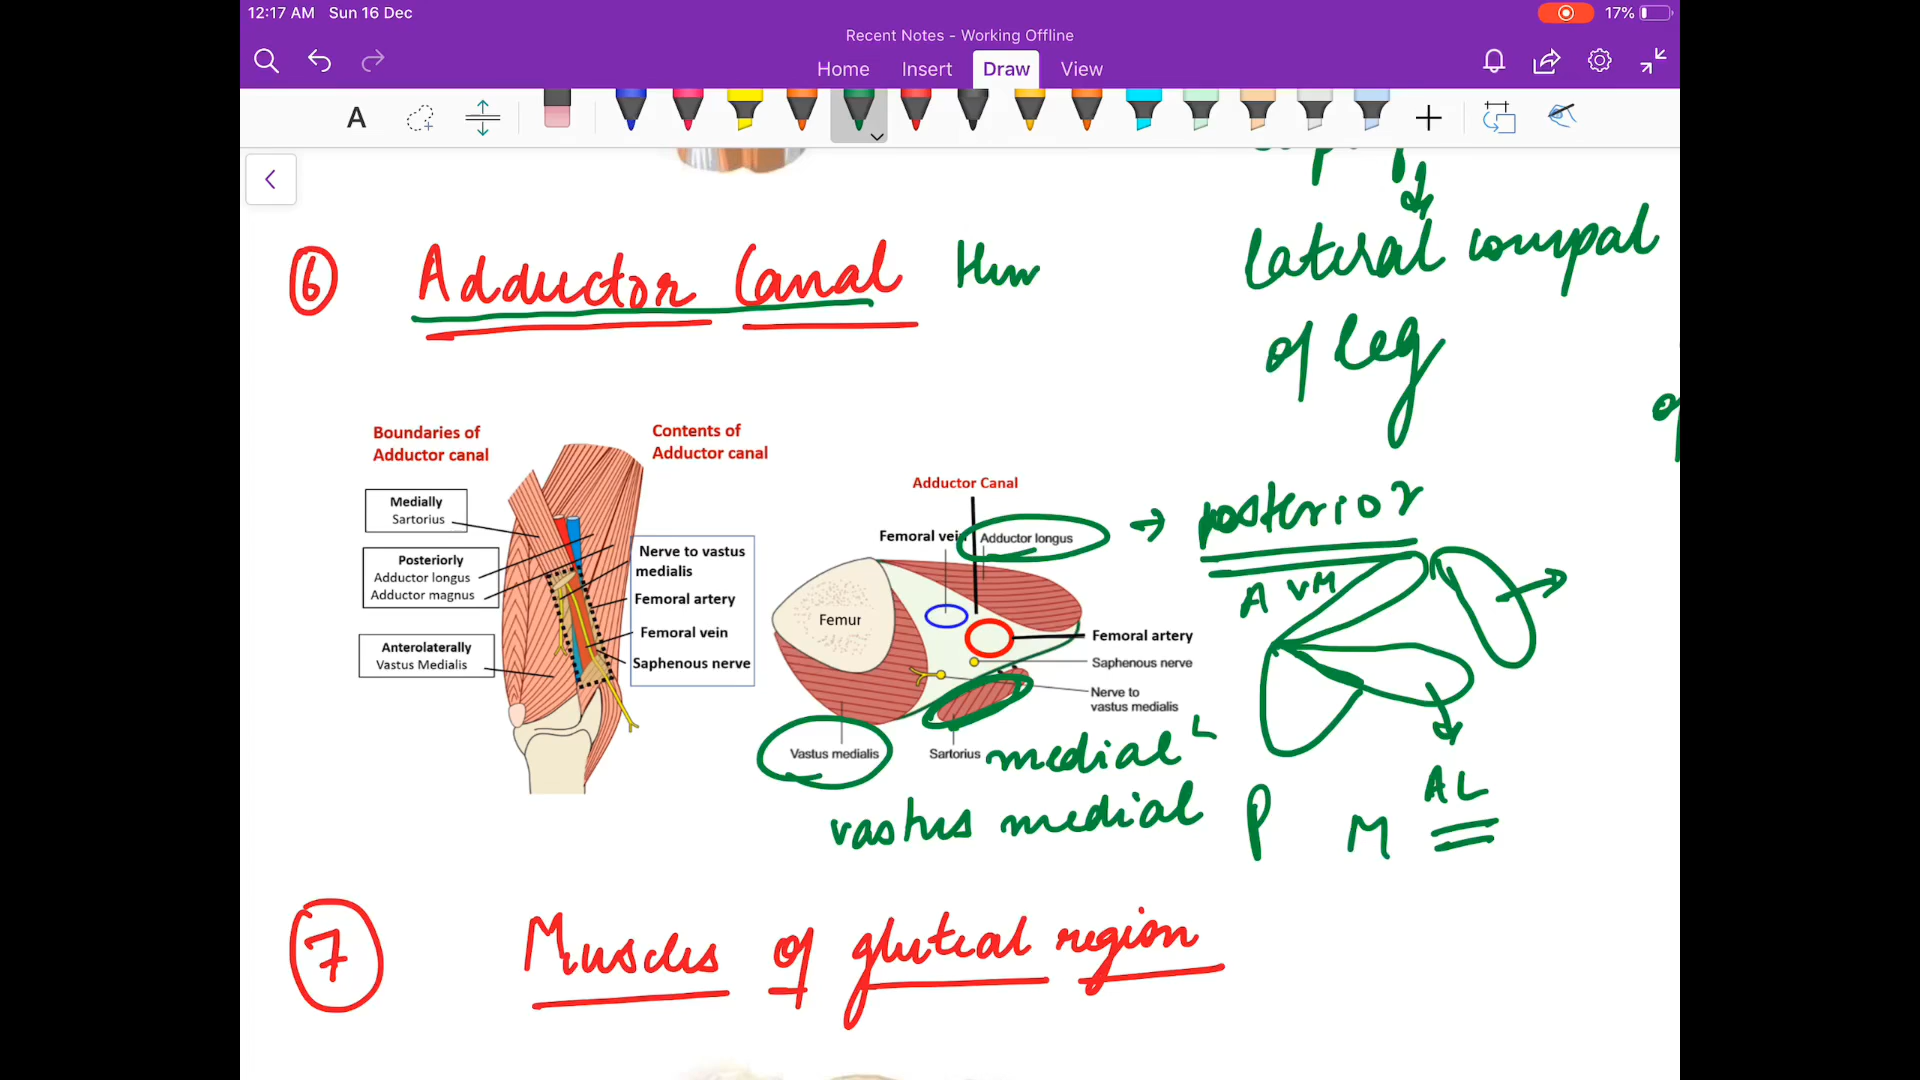 12:17 AM Sun 16 Dec
17%
Recent Notes - Working Offline
Home Insert Draw View
A
lateral compal
of leg
6 Adductor Canal
Boundaries of
Adductor canal
Contents of
Adductor canal
Medially
Sartorius
Posteriorly
Adductor longus
Adductor magnus
Anterolaterally
Vastus Medialis
Nerve to vastus
medialis
Femoral artery
Femoral vein
Saphenous nerve
Adductor Canal
Femoral vein
Adductor longus
Femur
Femoral artery
Saphenous nerve
Nerve to
vastus medialis
Vastus medialis
Sartorius
posterior
A VM
medial
vastus medial
P M AL
7 Muscles of gluteal region